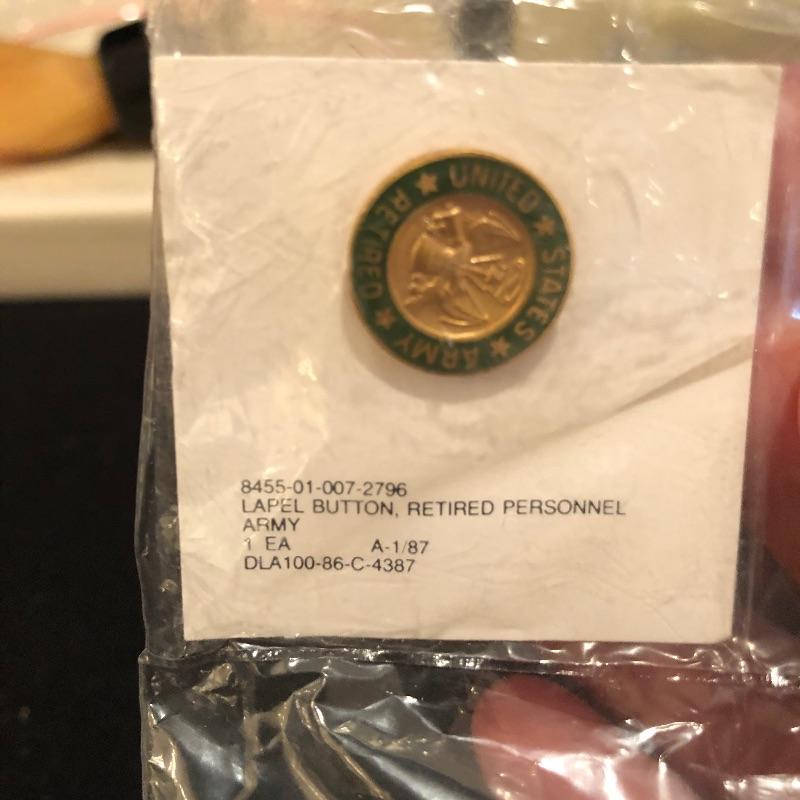 ★ UNITED ★ STATES ★ ARMY ★ RETIRED
8455-01-007-2796
LAPEL BUTTON, RETIRED PERSONNEL
ARMY
1 EA A-1/87
DLA100-86-C-4387